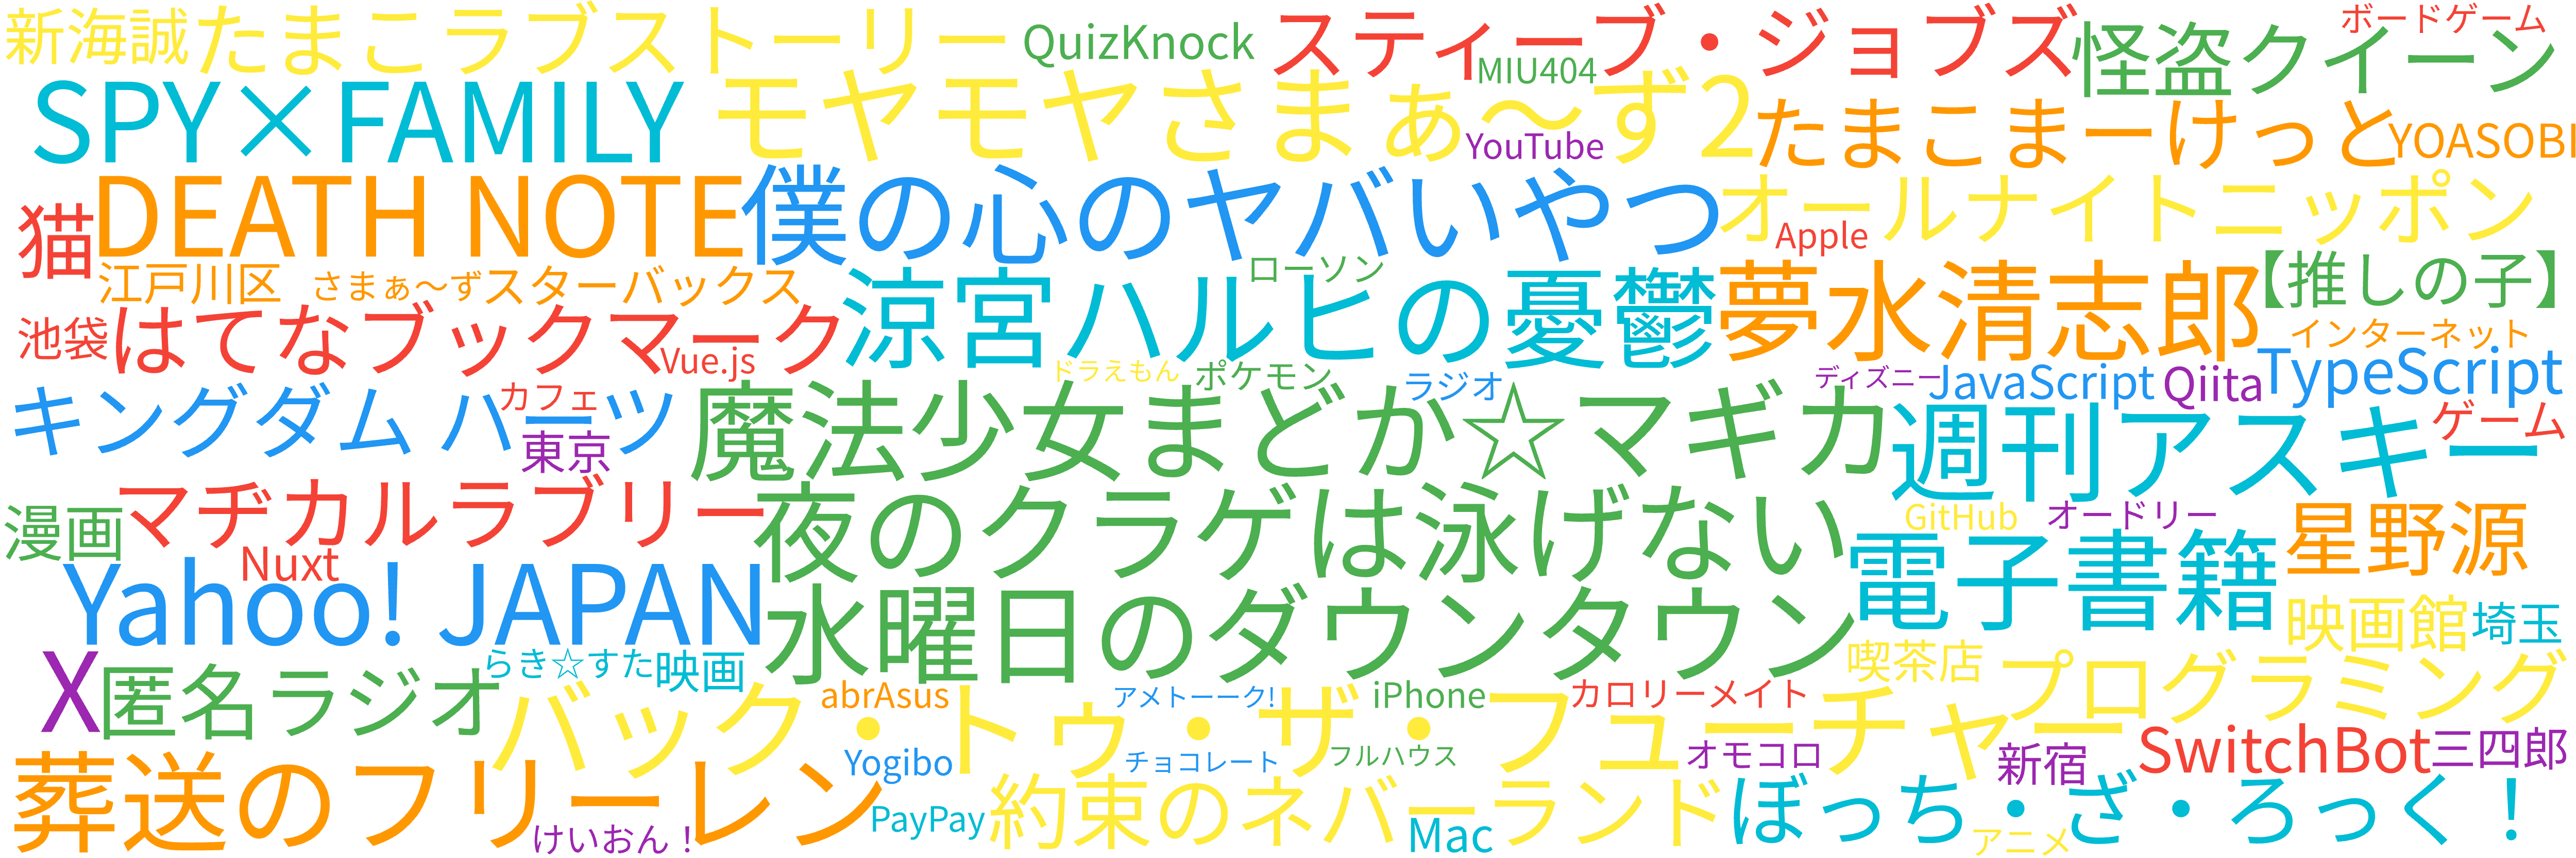 新海誠
たまこラブストーリー
QuizKnock
スティーブ・ジョブズ
MIU404
怪盗クイーン
ボードゲーム
SPY×FAMILY
モヤモヤさまぁ～ず2
YouTube
たまこまーけっと
YOASOBI
猫
DEATH NOTE
僕の心のヤバいやつ
オールナイトニッポン
Apple
江戸川区
さまぁ～ず
スターバックス
涼宮ハルヒの憂鬱
ローソン
夢水清志郎
【推しの子】
池袋
はてなブックマーク
Vue.js
インターネット
ドラえもん
ポケモン
ラジオ
ディズニー
JavaScript
Qiita
TypeScript
キングダム ハーツ
カフェ
東京
魔法少女まどか☆マギカ
週刊アスキー
ゲーム
漫画
マヂカルラブリー
Nuxt
夜のクラゲは泳げない
GitHub
オードリー
星野源
Yahoo! JAPAN
水曜日のダウンタウン
電子書籍
映画館
埼玉
X
匿名ラジオ
らき☆すた
映画
喫茶店
プログラミング
バック・トゥ・ザ・フューチャー
abrAsus
アメトーーク!
iPhone
カロリーメイト
葬送のフリーレン
Yogibo
チョコレート
フルハウス
オモコロ
新宿
SwitchBot
三四郎
けいおん！
PayPay
約束のネバーランド
Mac
ぼっち・ざ・ろっく！
アニメ